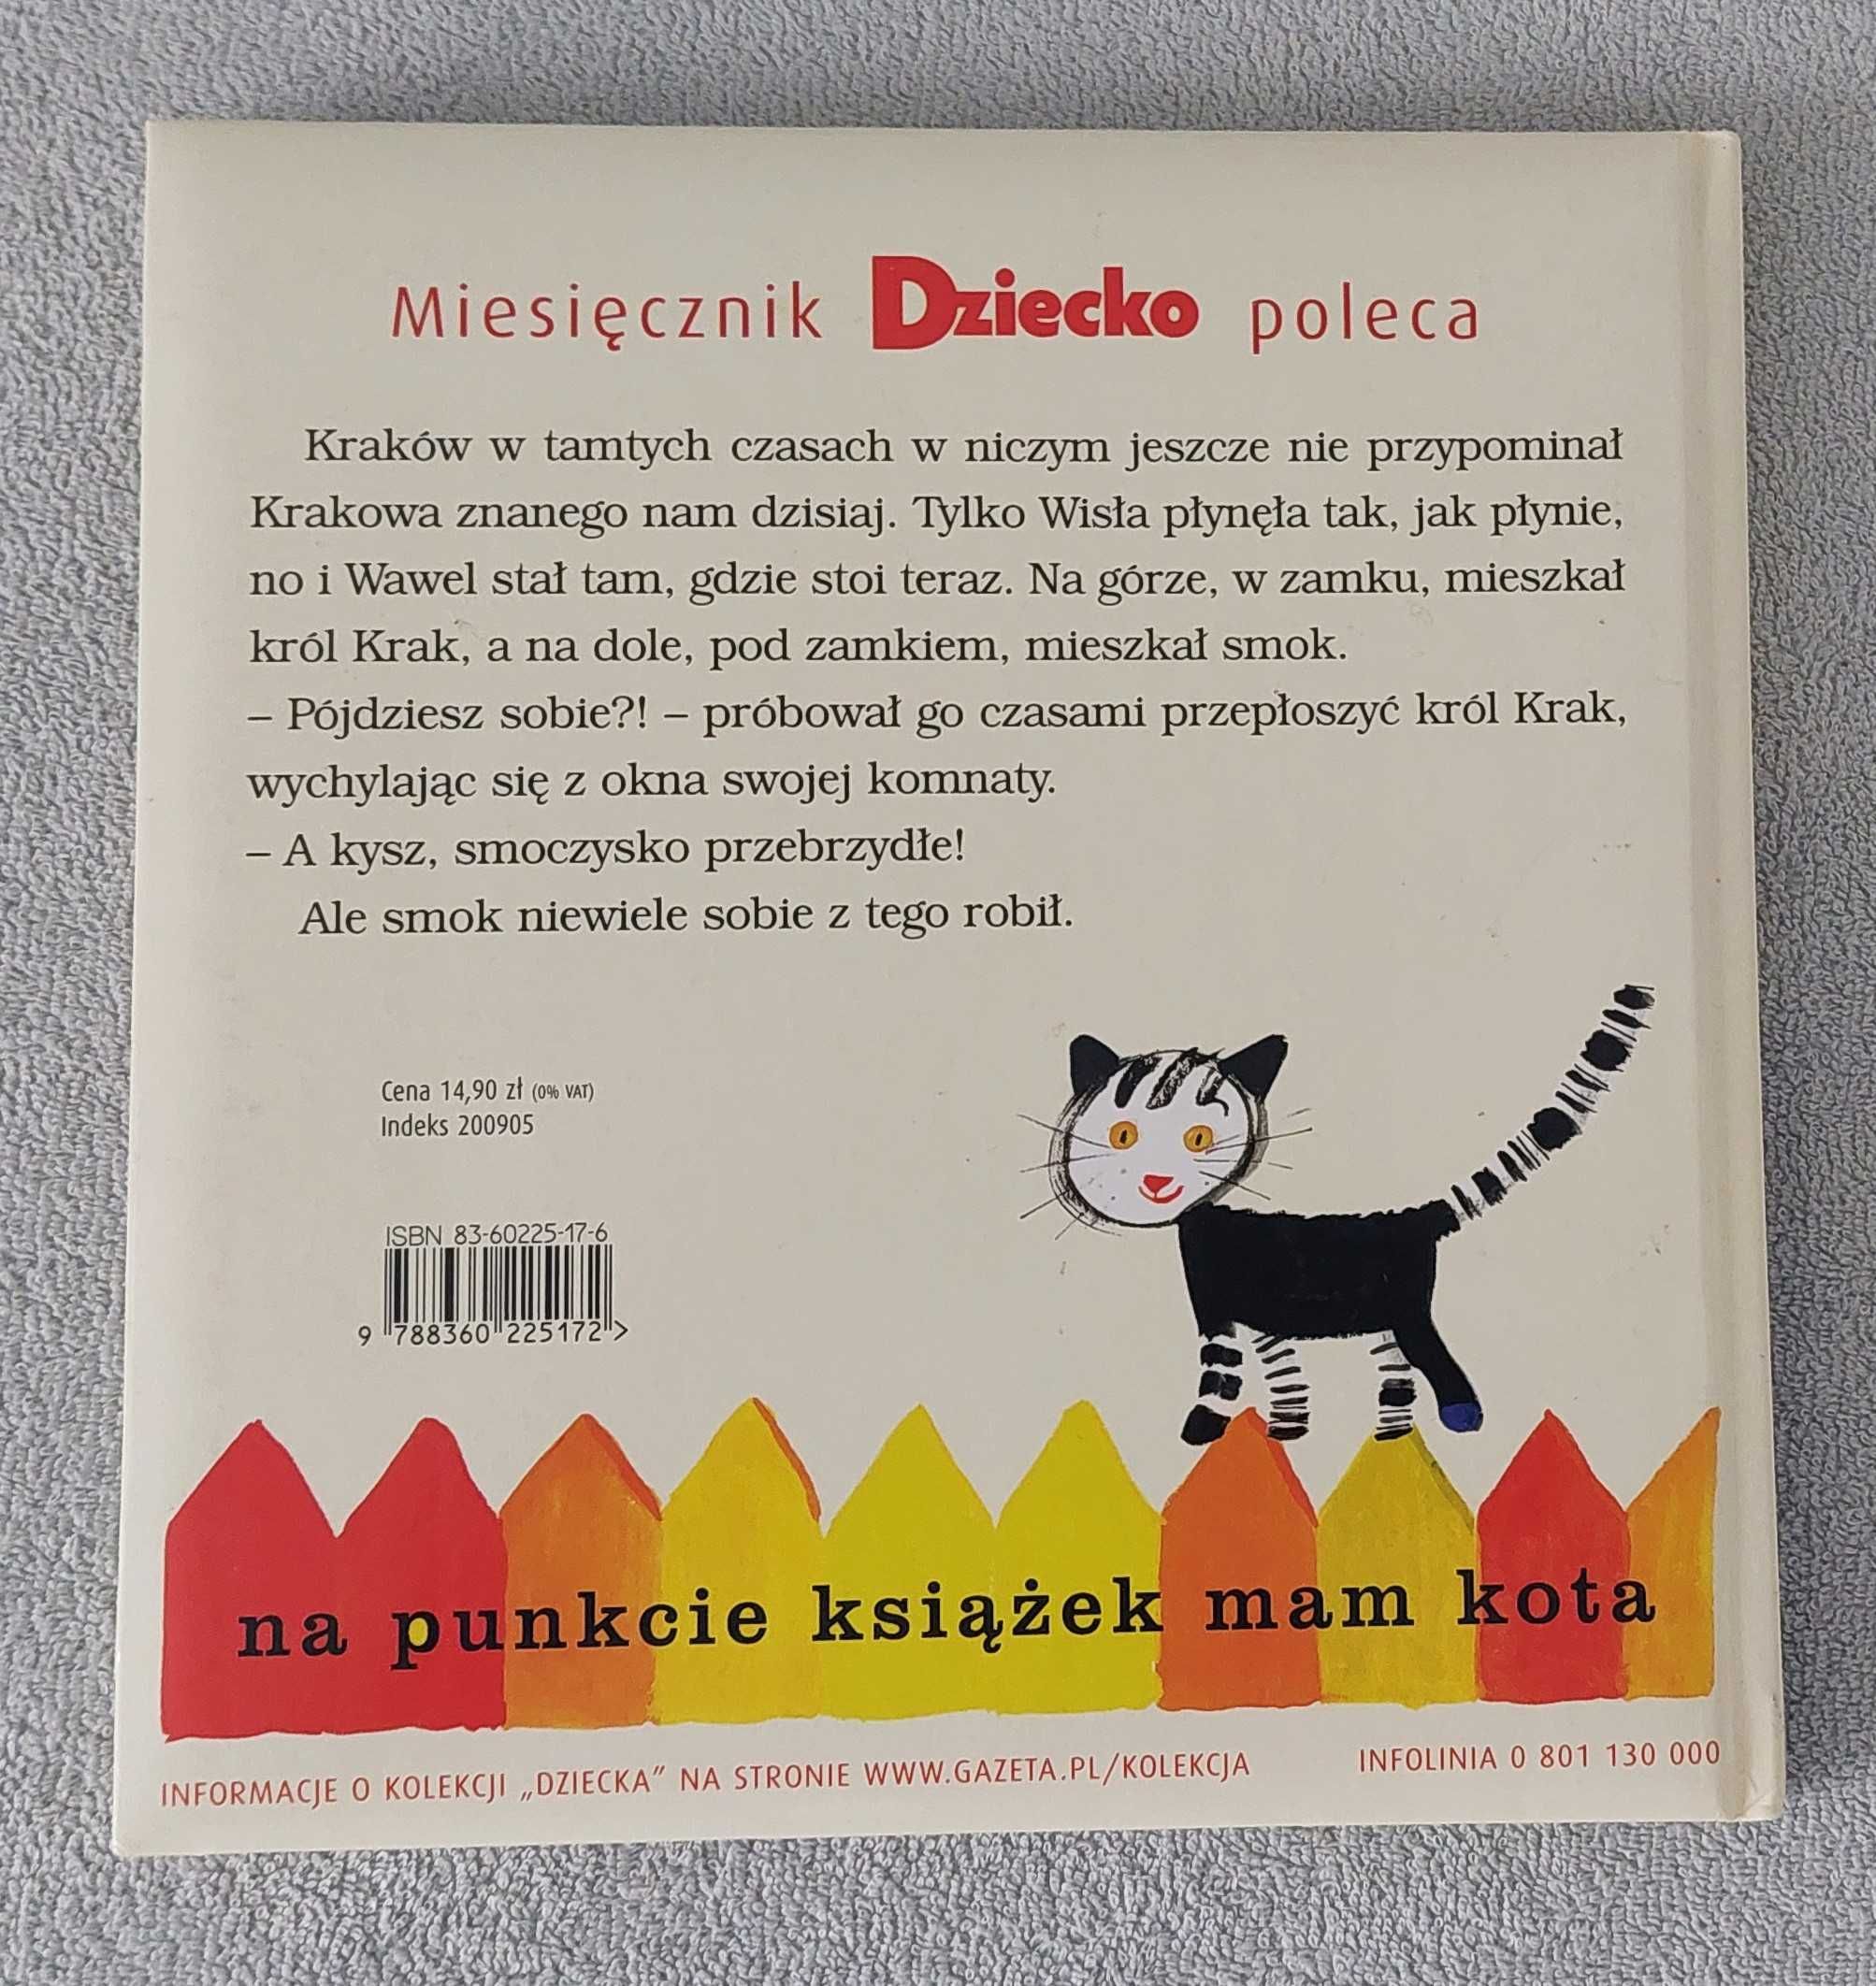 Miesięcznik Dziecko poleca
Kraków w tamtych czasach w niczym jeszcze nie przypominał
Krakowa znanego nam dzisiaj. Tylko Wisła płynęła tak, jak płynie,
no i Wawel stał tam, gdzie stoi teraz. Na górze, w zamku, mieszkał
król Krak, a na dole, pod zamkiem, mieszkał smok.
– Pójdziesz sobie?! – próbował go czasami przepłoszyć król Krak,
wychylając się z okna swojej komnaty.
– A kysz, smoczysko przebrzydłe!
Ale smok niewiele sobie z tego robił.
Cena 14,90 zł (0% VAT)
Indeks 200905
ISBN 83-60225-17-6
9 788360 225172 >
na punkcie książek mam kota
INFORMACJE O KOLEKCJI „DZIECKA” NA STRONIE WWW.GAZETA.PL/KOLEKCJA
INFOLINIA 0 801 130 000